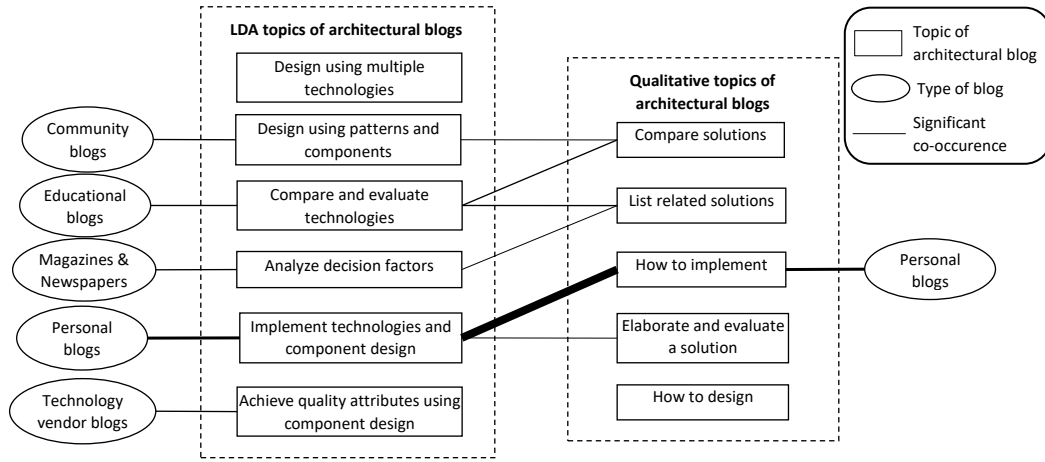 LDA topics of architectural blogs
Design using multiple
technologies
Design using patterns and
components
Compare and evaluate
technologies
Analyze decision factors
Implement technologies and
component design
Achieve quality attributes using
component design
Community
blogs
Educational
blogs
Magazines &
Newspapers
Personal
blogs
Technology
vendor blogs
Qualitative topics of
architectural blogs
Compare solutions
List related solutions
How to implement
Elaborate and evaluate
a solution
How to design
Personal
blogs
Topic of
architectural blog
Type of blog
Significant
co-occurence